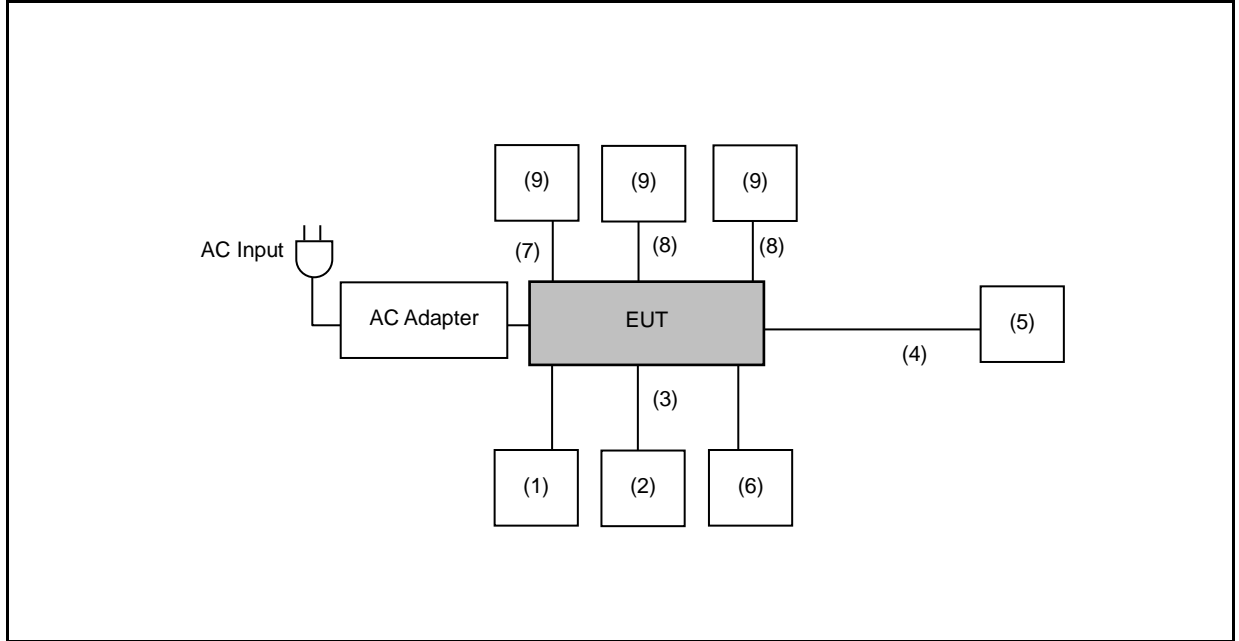 (9) (9) (9)
(7) (8) (8)
AC Input
AC Adapter
EUT
(5)
(4)
(3)
(1) (2) (6)